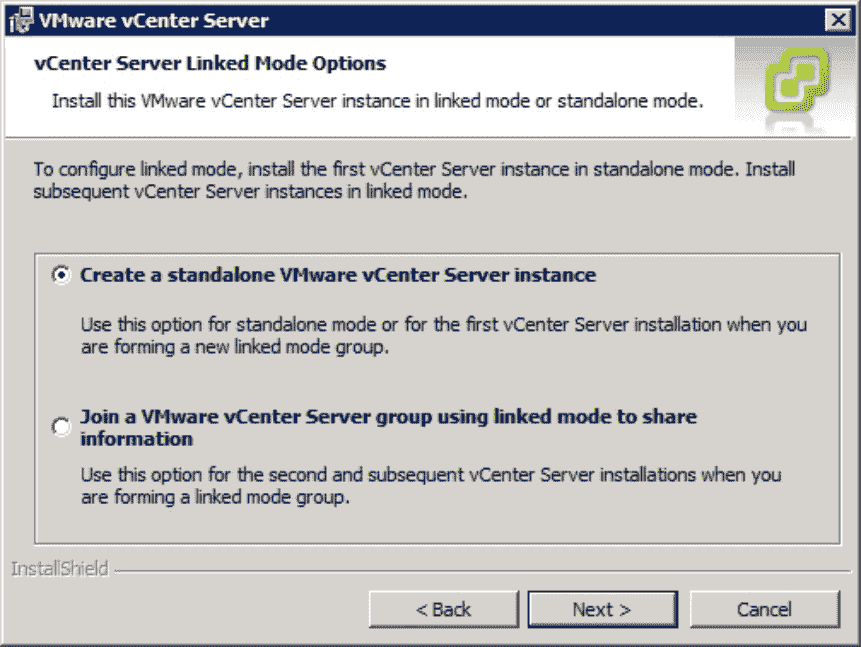 VMware vCenter Server
vCenter Server Linked Mode Options
Install this VMware vCenter Server instance in linked mode or standalone mode.
To configure linked mode, install the first vCenter Server instance in standalone mode. Install
subsequent vCenter Server instances in linked mode.
Create a standalone VMware vCenter Server instance
Use this option for standalone mode or for the first vCenter Server installation when you
are forming a new linked mode group.
Join a VMware vCenter Server group using linked mode to share
information
Use this option for the second and subsequent vCenter Server installations when you
are forming a linked mode group.
InstallShield
< Back Next > Cancel